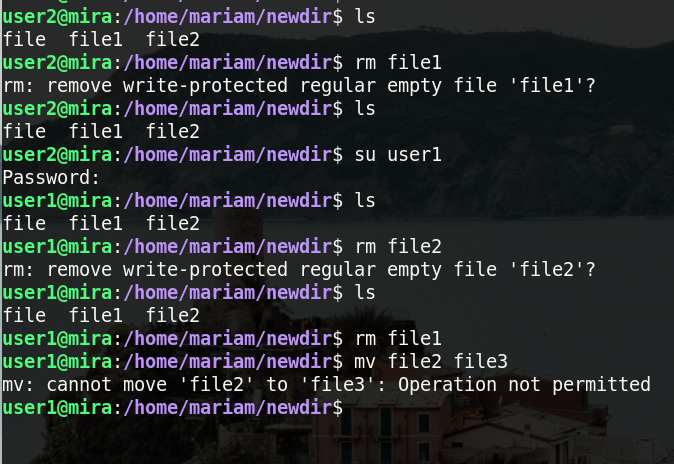 user2@mira:/home/mariam/newdir$ ls
file  file1  file2
user2@mira:/home/mariam/newdir$ rm file1
rm: remove write-protected regular empty file 'file1'?
user2@mira:/home/mariam/newdir$ ls
file  file1  file2
user2@mira:/home/mariam/newdir$ su user1
Password:
user1@mira:/home/mariam/newdir$ ls
file  file1  file2
user1@mira:/home/mariam/newdir$ rm file2
rm: remove write-protected regular empty file 'file2'?
user1@mira:/home/mariam/newdir$ ls
file  file1  file2
user1@mira:/home/mariam/newdir$ rm file1
user1@mira:/home/mariam/newdir$ mv file2 file3
mv: cannot move 'file2' to 'file3': Operation not permitted
user1@mira:/home/mariam/newdir$